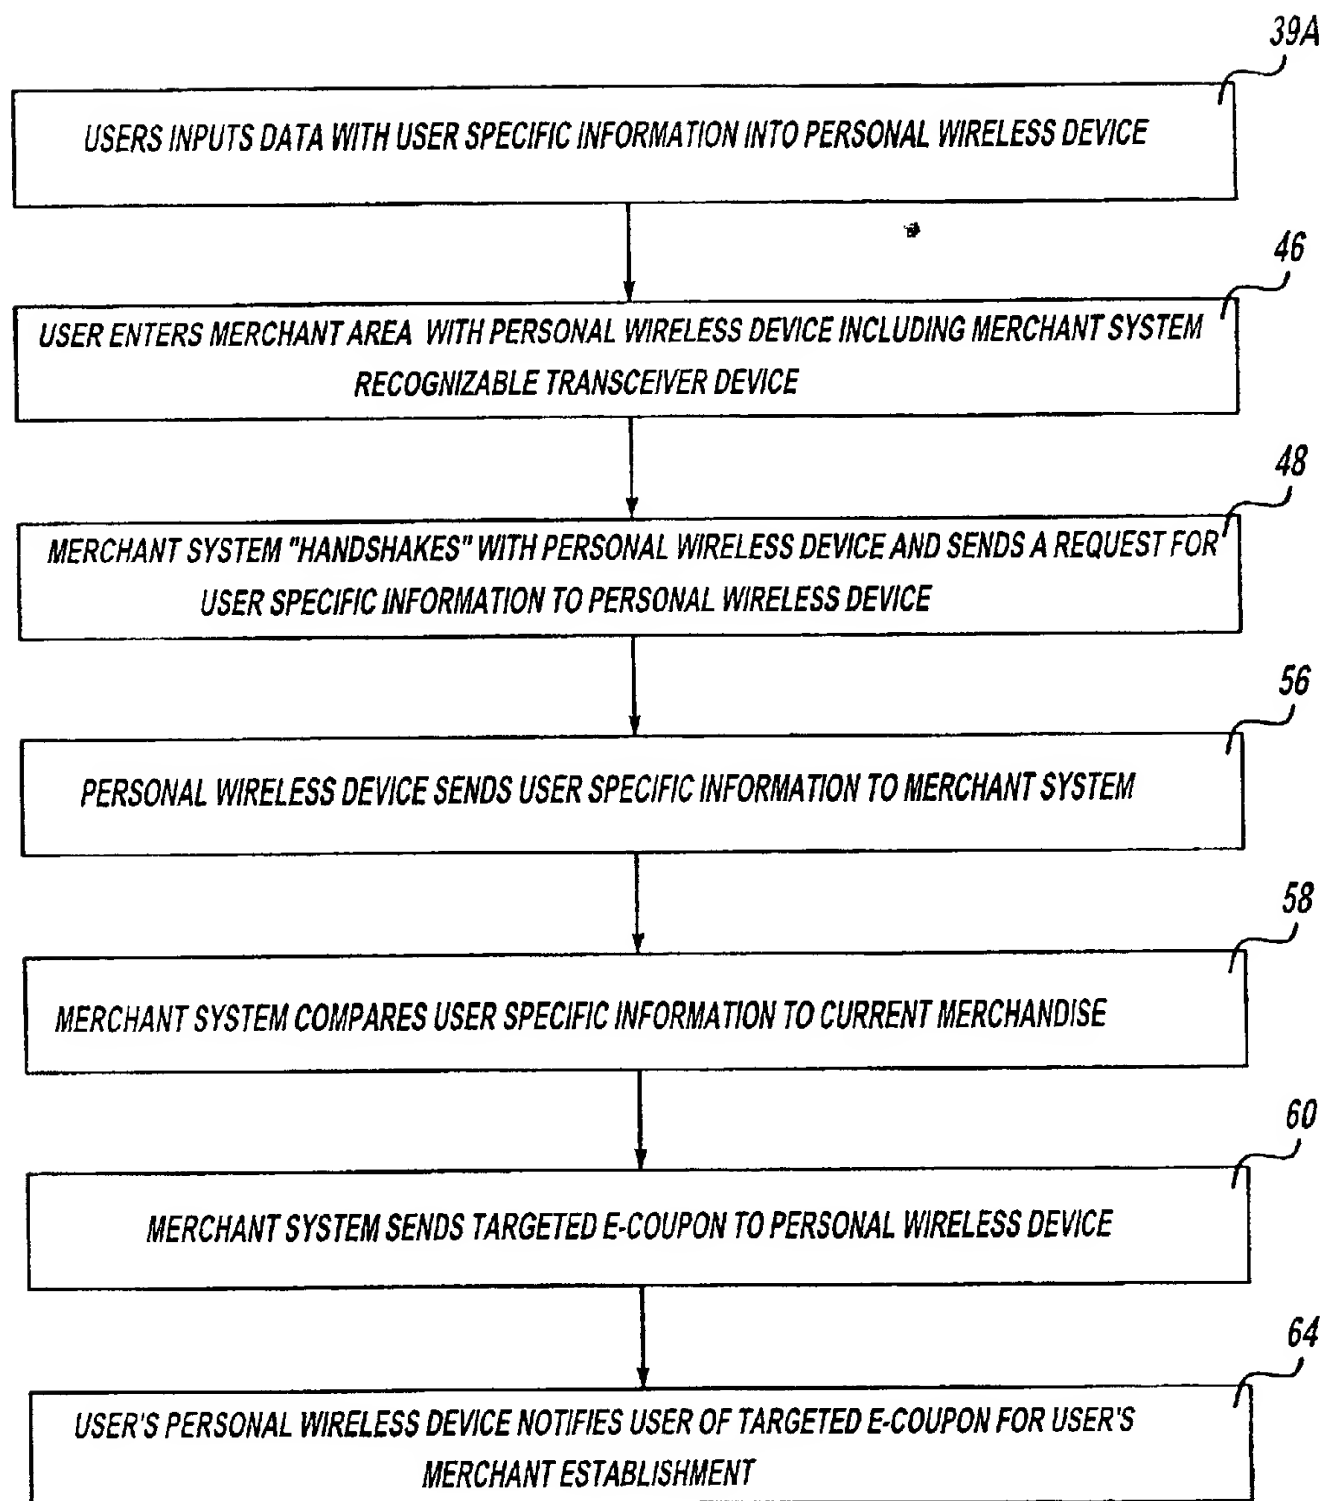 39A
USERS INPUTS DATA WITH USER SPECIFIC INFORMATION INTO PERSONAL WIRELESS DEVICE
46
USER ENTERS MERCHANT AREA WITH PERSONAL WIRELESS DEVICE INCLUDING MERCHANT SYSTEM
RECOGNIZABLE TRANSCEIVER DEVICE
48
MERCHANT SYSTEM "HANDSHAKES" WITH PERSONAL WIRELESS DEVICE AND SENDS A REQUEST FOR
USER SPECIFIC INFORMATION TO PERSONAL WIRELESS DEVICE
56
PERSONAL WIRELESS DEVICE SENDS USER SPECIFIC INFORMATION TO MERCHANT SYSTEM
58
MERCHANT SYSTEM COMPARES USER SPECIFIC INFORMATION TO CURRENT MERCHANDISE
60
MERCHANT SYSTEM SENDS TARGETED E-COUPON TO PERSONAL WIRELESS DEVICE
64
USER'S PERSONAL WIRELESS DEVICE NOTIFIES USER OF TARGETED E-COUPON FOR USER'S
MERCHANT ESTABLISHMENT